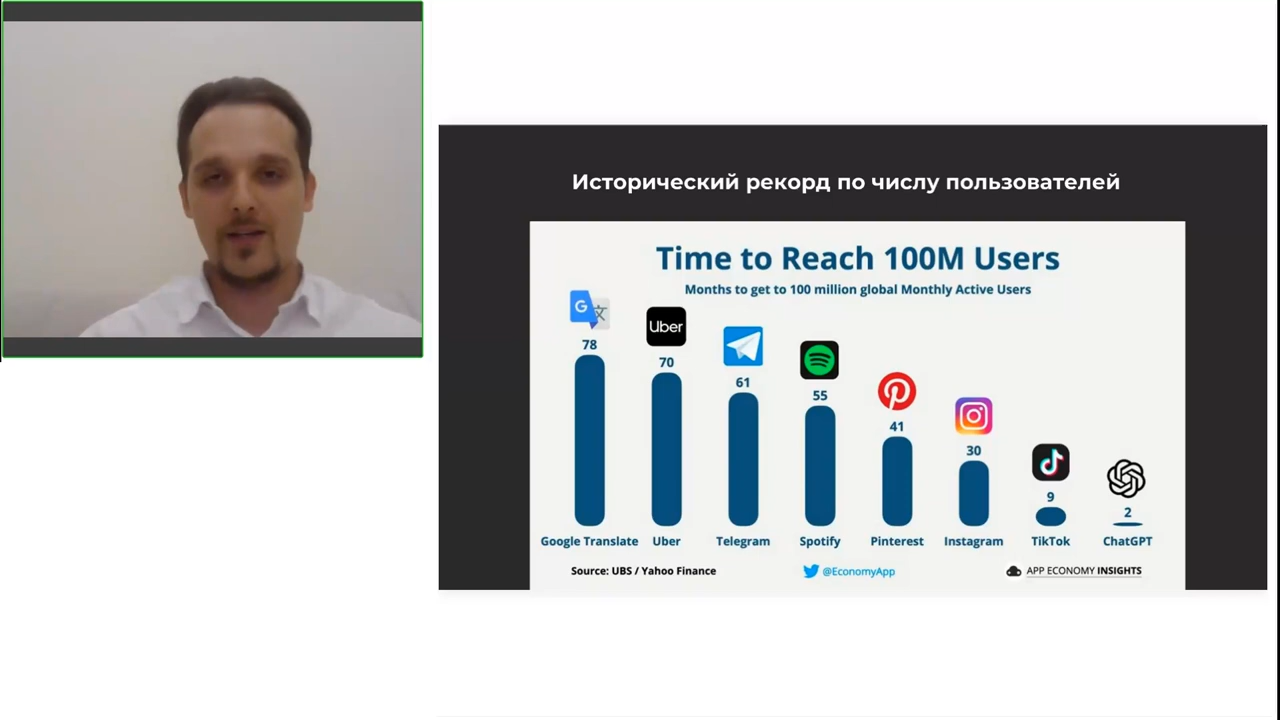 Исторический рекорд по числу пользователей
Time to Reach 100M Users
Months to get to 100 million global Monthly Active Users
G 文
Uber
78
70
61
55
41
30
9
2
Google Translate Uber Telegram Spotify Pinterest Instagram TikTok ChatGPT
Source: UBS / Yahoo Finance @EconomyApp APP ECONOMY INSIGHTS